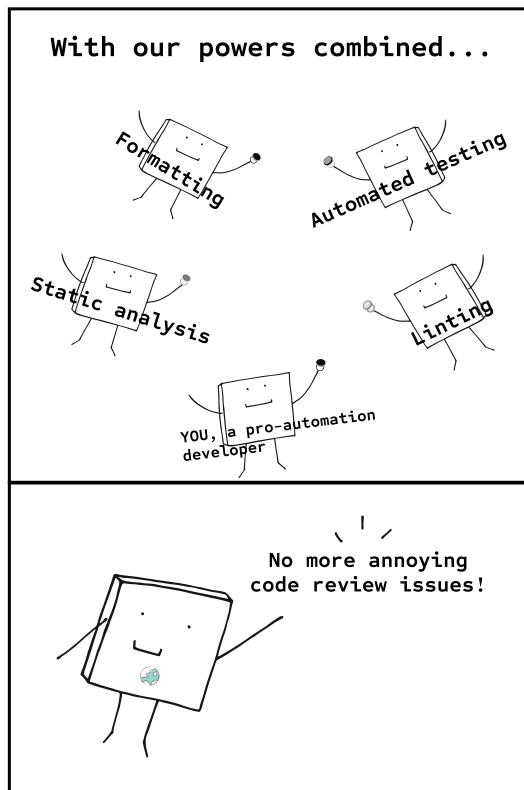 With our powers combined...
Formatting
Automated testing
Static analysis
Linting
YOU, a pro-automation
developer
No more annoying
code review issues!